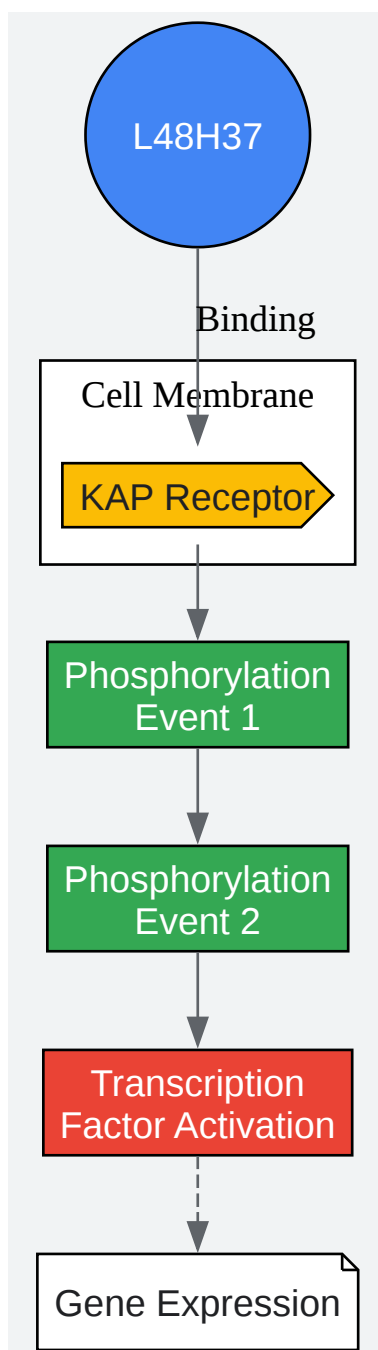 L48H37
Binding
Cell Membrane
KAP Receptor
Phosphorylation
Event 1
Phosphorylation
Event 2
Transcription
Factor Activation
Gene Expression